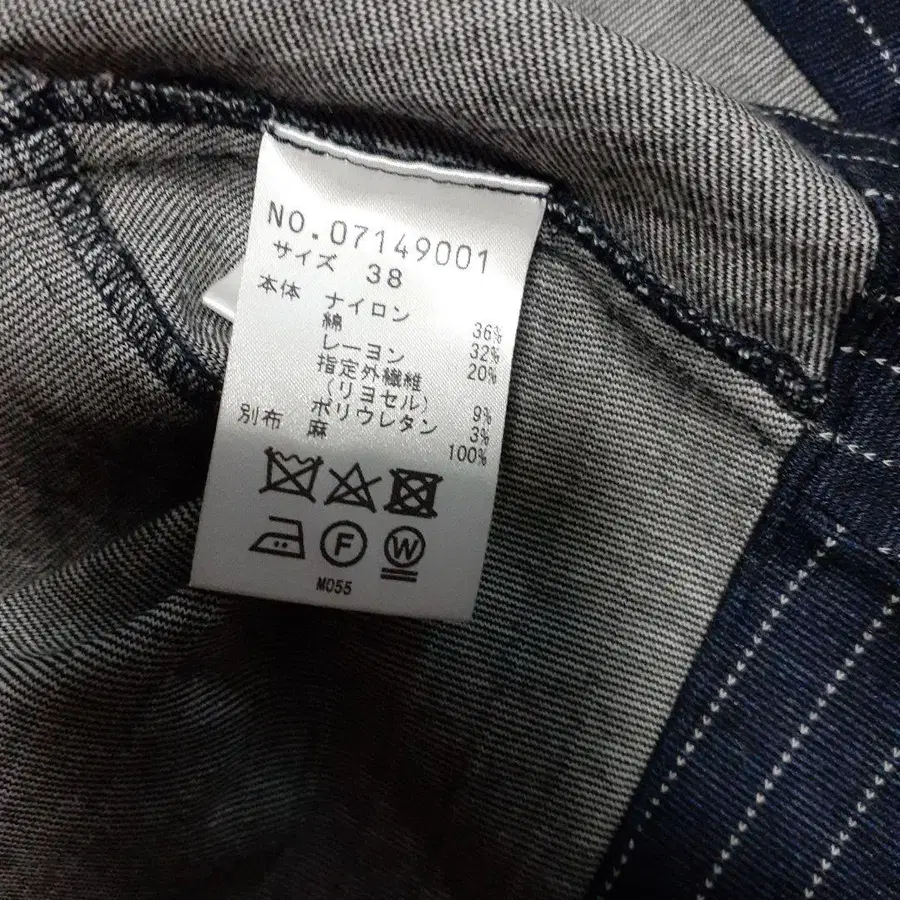 NO.07149001
サイズ 38
本体 ナイロン 36%
綿 32%
レーヨン 20%
指定外繊維
(リヨセル) 9%
ポリウレタン 3%
別布 麻 100%
F W
M055